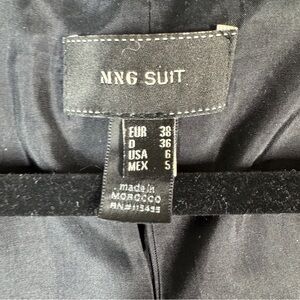 MNG SUIT
EUR 38
D 36
USA 6
MEX 5
made in
MOROCCO